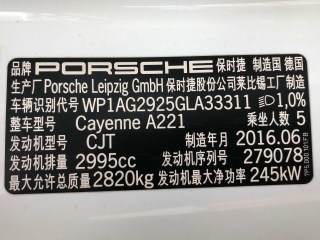 品牌 PORSCHE 保时捷 制造国 德国
生产厂 Porsche Leipzig GmbH 保时捷股份公司莱比锡工厂制造
车辆识别代号 WP1AG2925GLA33311 1,0%
整车型号 Cayenne A221 乘坐人数 5
发动机型号 CJT 制造年月 2016.06
发动机排量 2995cc 发动机序列号 279078
最大允许总质量 2820kg 发动机最大净功率 245kW